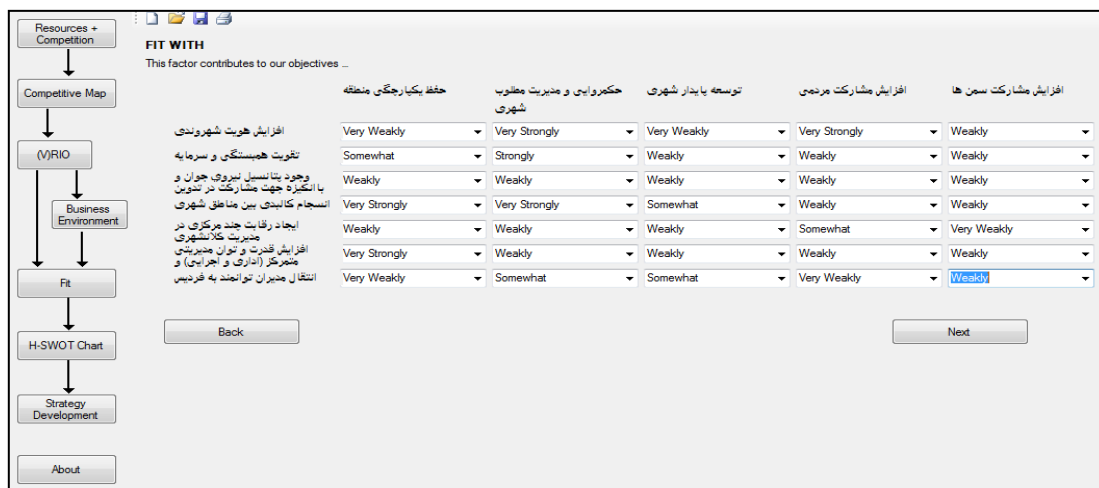 Resources +
Competition
Competitive Map
(V)RIO
Business
Environment
Fit
H-SWOT Chart
Strategy
Development
About
FIT WITH
This factor contributes to our objectives ...
حفظ یکپارچگی منطقه
حکمروایی و مدیریت مطلوب
شهری
توسعه پایدار شهری
افزایش مشارکت مردمی
افزایش مشارکت سمن ها
افزایش هویت شهروندی
Very Weakly
Very Strongly
Very Weakly
Very Strongly
Weakly
تقویت همبستگی و سرمایه
Somewhat
Strongly
Weakly
Weakly
Weakly
وجود پتانسیل نیروی جوان و
با انگیزه جهت مشارکت در تدوین
Weakly
Weakly
Weakly
Weakly
Weakly
انسجام کالبدی بین مناطق شهری
Very Strongly
Very Strongly
Somewhat
Weakly
Weakly
ایجاد رقابت چند مرکزی در
مدیریت کلانشهری
Weakly
Weakly
Weakly
Somewhat
Very Weakly
افزایش قدرت و توان مدیریتی
متمرکز (اداری و اجرایی) و
Very Strongly
Weakly
Weakly
Weakly
Weakly
انتقال مدیران توانمند به فردیس
Very Weakly
Somewhat
Somewhat
Very Weakly
Weakly
Back
Next